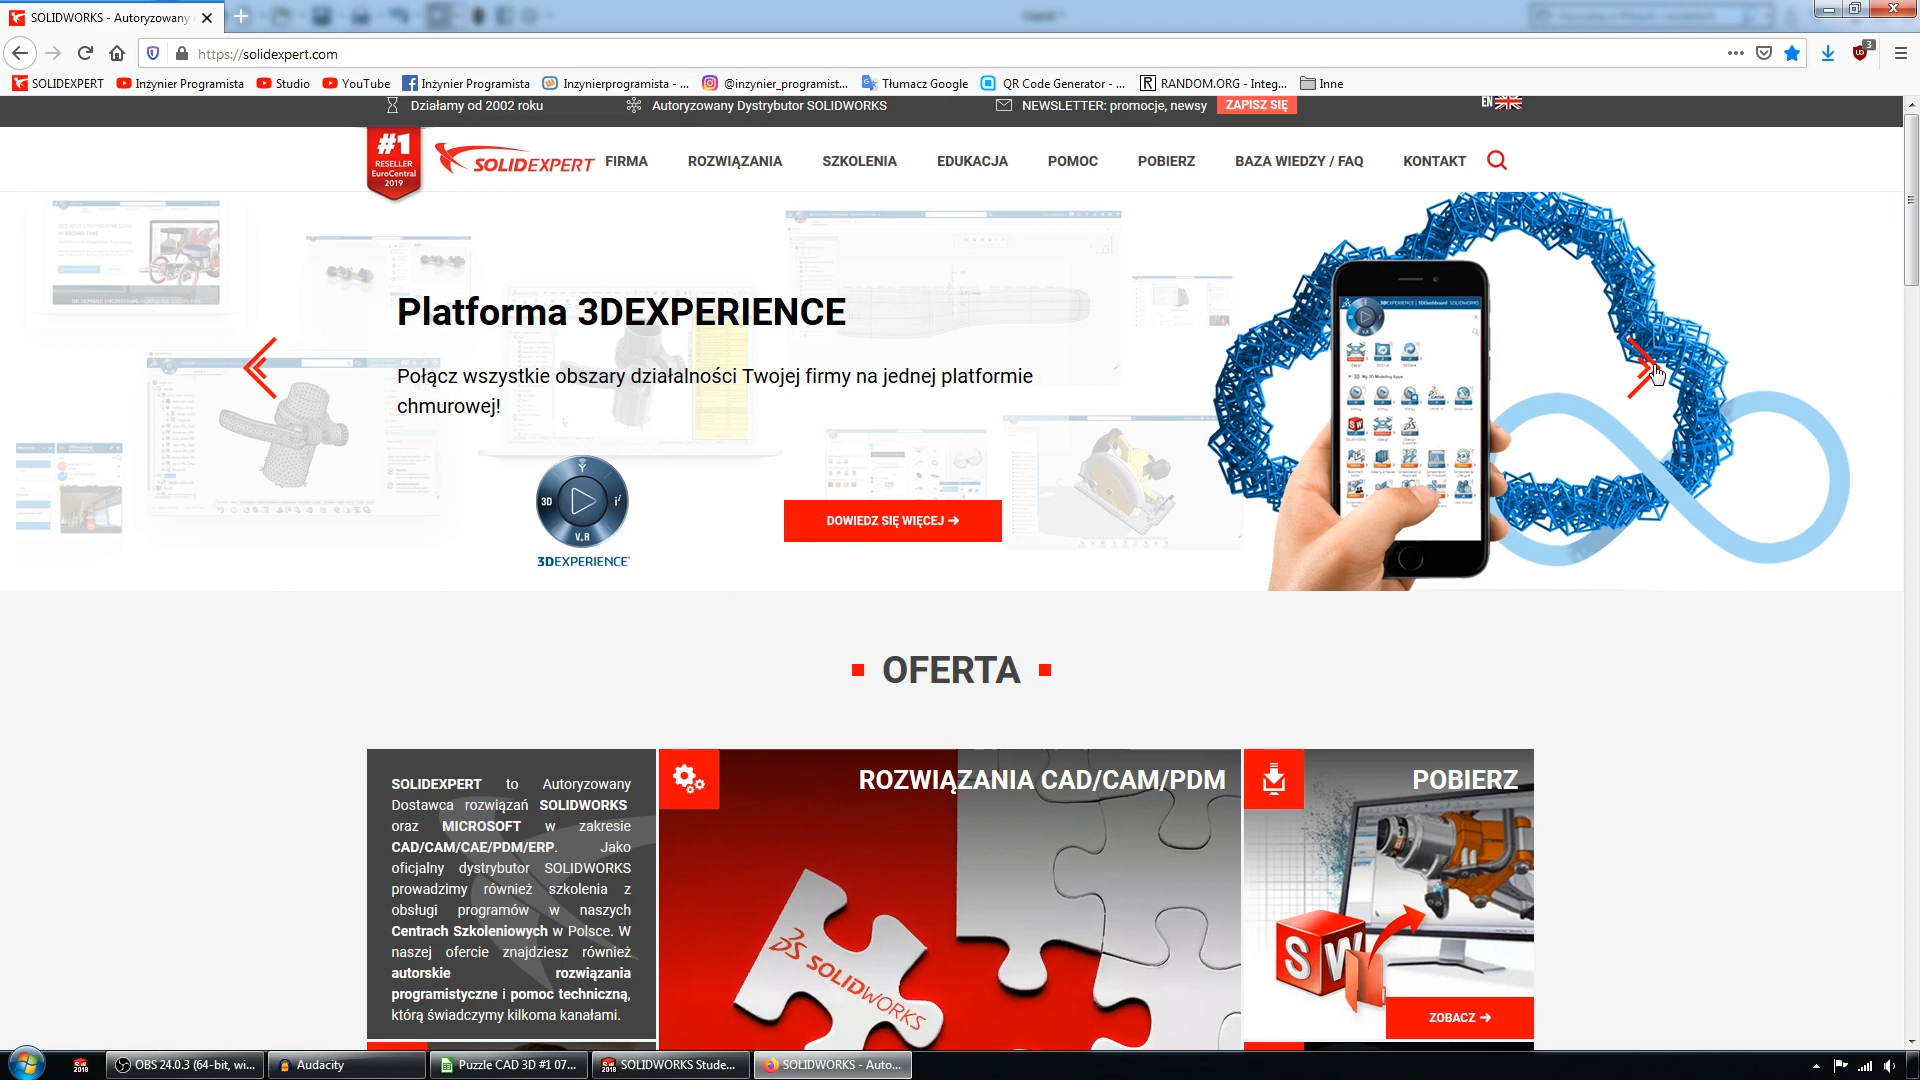 SOLIDWORKS - Autoryzowany
https://solidexpert.com
SOLIDEXPERT
Inżynier Programista
Studio
YouTube
Inżynier Programista
Inzynierprogramista - ...
@inzynier_programist...
Tłumacz Google
QR Code Generator - ...
RANDOM.ORG - Integ...
Inne
Działamy od 2002 roku
Autoryzowany Dystrybutor SOLIDWORKS
NEWSLETTER: promocje, newsy
ZAPISZ SIĘ
EN
#1
RESELLER
EuroCentral
2019
SOLIDEXPERT
FIRMA
ROZWIĄZANIA
SZKOLENIA
EDUKACJA
POMOC
POBIERZ
BAZA WIEDZY / FAQ
KONTAKT
Platforma 3DEXPERIENCE
Połącz wszystkie obszary działalności Twojej firmy na jednej platformie
chmurowej!
3D
V.R
3DEXPERIENCE
DOWIEDZ SIĘ WIĘCEJ →
OFERTA
SOLIDEXPERT to Autoryzowany
Dostawca rozwiązań SOLIDWORKS
oraz MICROSOFT w zakresie
CAD/CAM/CAE/PDM/ERP. Jako
oficjalny dystrybutor SOLIDWORKS
prowadzimy również szkolenia z
obsługi programów w naszych
Centrach Szkoleniowych w Polsce. W
naszej ofercie znajdziesz również
autorskie rozwiązania
programistyczne i pomoc techniczną,
którą świadczymy kilkoma kanałami.
ROZWIĄZANIA CAD/CAM/PDM
SOLIDWORKS
POBIERZ
SW
ZOBACZ →
OBS 24.0.3 (64-bit, wi...
Audacity
Puzzle CAD 3D #1 07...
SOLIDWORKS Stude...
SOLIDWORKS - Auto...